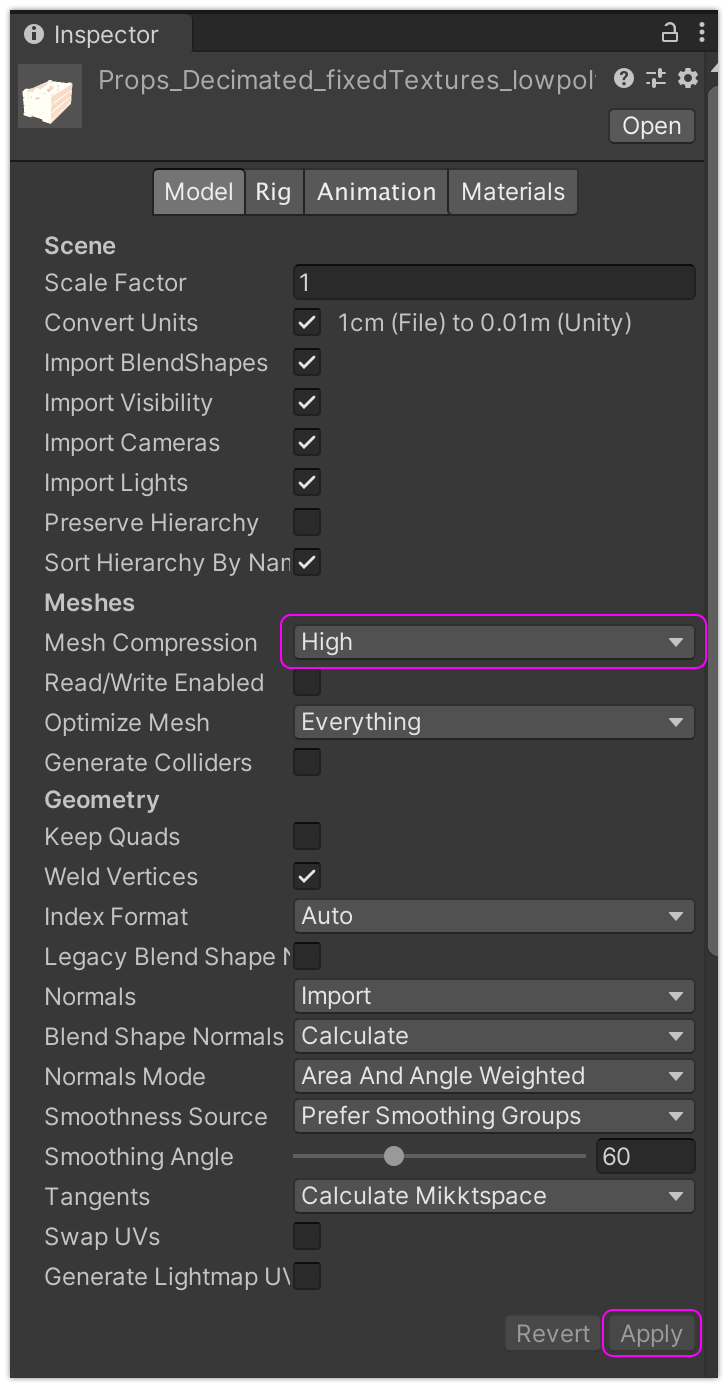 Inspector
Props_Decimated_fixedTextures_lowpol
Open
Model Rig Animation Materials
Scene
Scale Factor 1
Convert Units 1cm (File) to 0.01m (Unity)
Import BlendShapes
Import Visibility
Import Cameras
Import Lights
Preserve Hierarchy
Sort Hierarchy By Nam
Meshes
Mesh Compression High
Read/Write Enabled
Optimize Mesh Everything
Generate Colliders
Geometry
Keep Quads
Weld Vertices
Index Format Auto
Legacy Blend Shape N
Normals Import
Blend Shape Normals Calculate
Normals Mode Area And Angle Weighted
Smoothness Source Prefer Smoothing Groups
Smoothing Angle 60
Tangents Calculate Mikktspace
Swap UVs
Generate Lightmap UV
Revert Apply